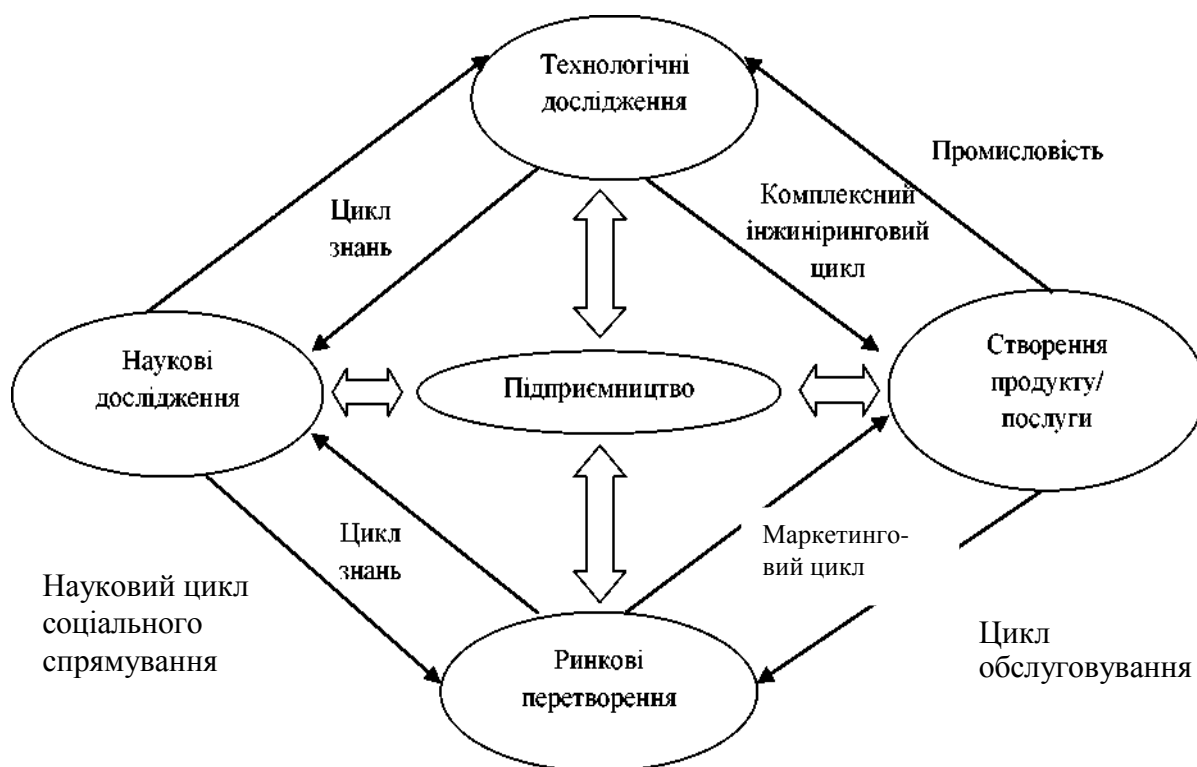 Технологічні
дослідження
Промисловість
Комплексний
інжиніринговий
цикл
Цикл
знань
Наукові
дослідження
Підприємництво
Створення
продукту/
послуги
Цикл
знань
Маркетинго-
вий цикл
Науковий цикл
соціального
спрямування
Цикл
обслуговування
Ринкові
перетворення